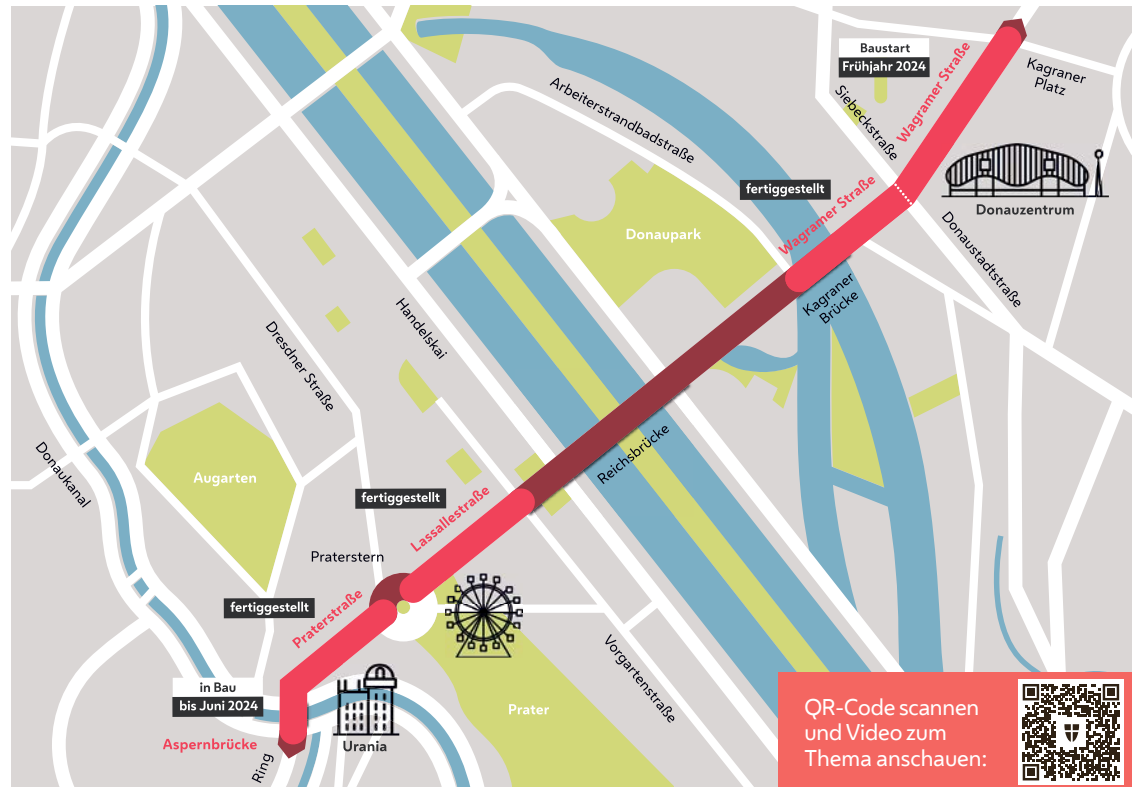 Baustart
Frühjahr 2024
Wagramer Straße
Kagraner
Platz
Siebeckstraße
Arbeiterstrandbadstraße
fertiggestellt
Wagramer Straße
Donauzentrum
Donaupark
Donaustadtstraße
Kagraner
Brücke
Handelskai
Dresdner Straße
Reichsbrücke
Donaukanal
Augarten
fertiggestellt
Lassallestraße
Praterstern
fertiggestellt
Praterstraße
Vorgartenstraße
in Bau
bis Juni 2024
Prater
Aspernbrücke
Urania
Ring
QR-Code scannen
und Video zum
Thema anschauen: